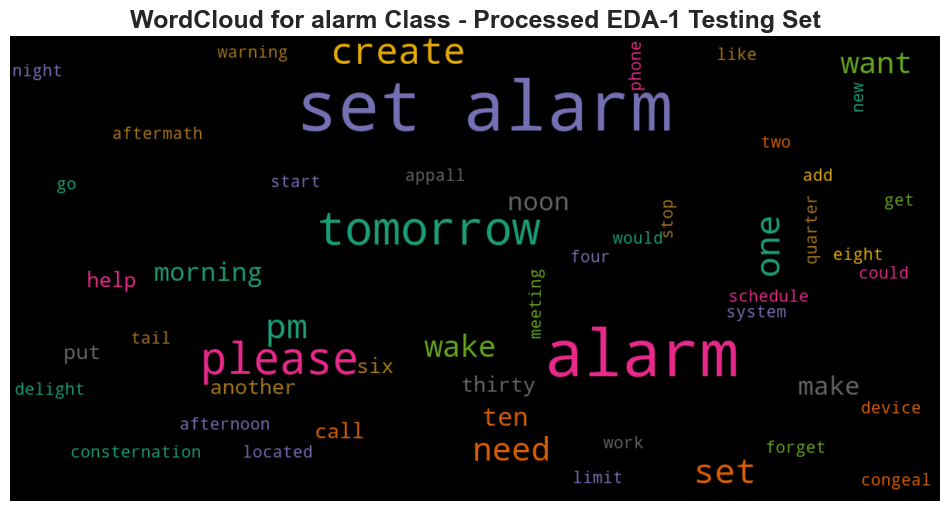 WordCloud for alarm Class - Processed EDA-1 Testing Set
night
warning
create
phone
like
want
new
set alarm
aftermath
two
go
start
appall
noon
stop
add
quarter
get
tomorrow
would
one
eight
four
could
help
morning
meeting
schedule
system
pm
tail
put
please
six
wake
alarm
delight
another
thirty
make
device
afternoon
call
ten
consternation
located
need
work
forget
limit
set
congeal